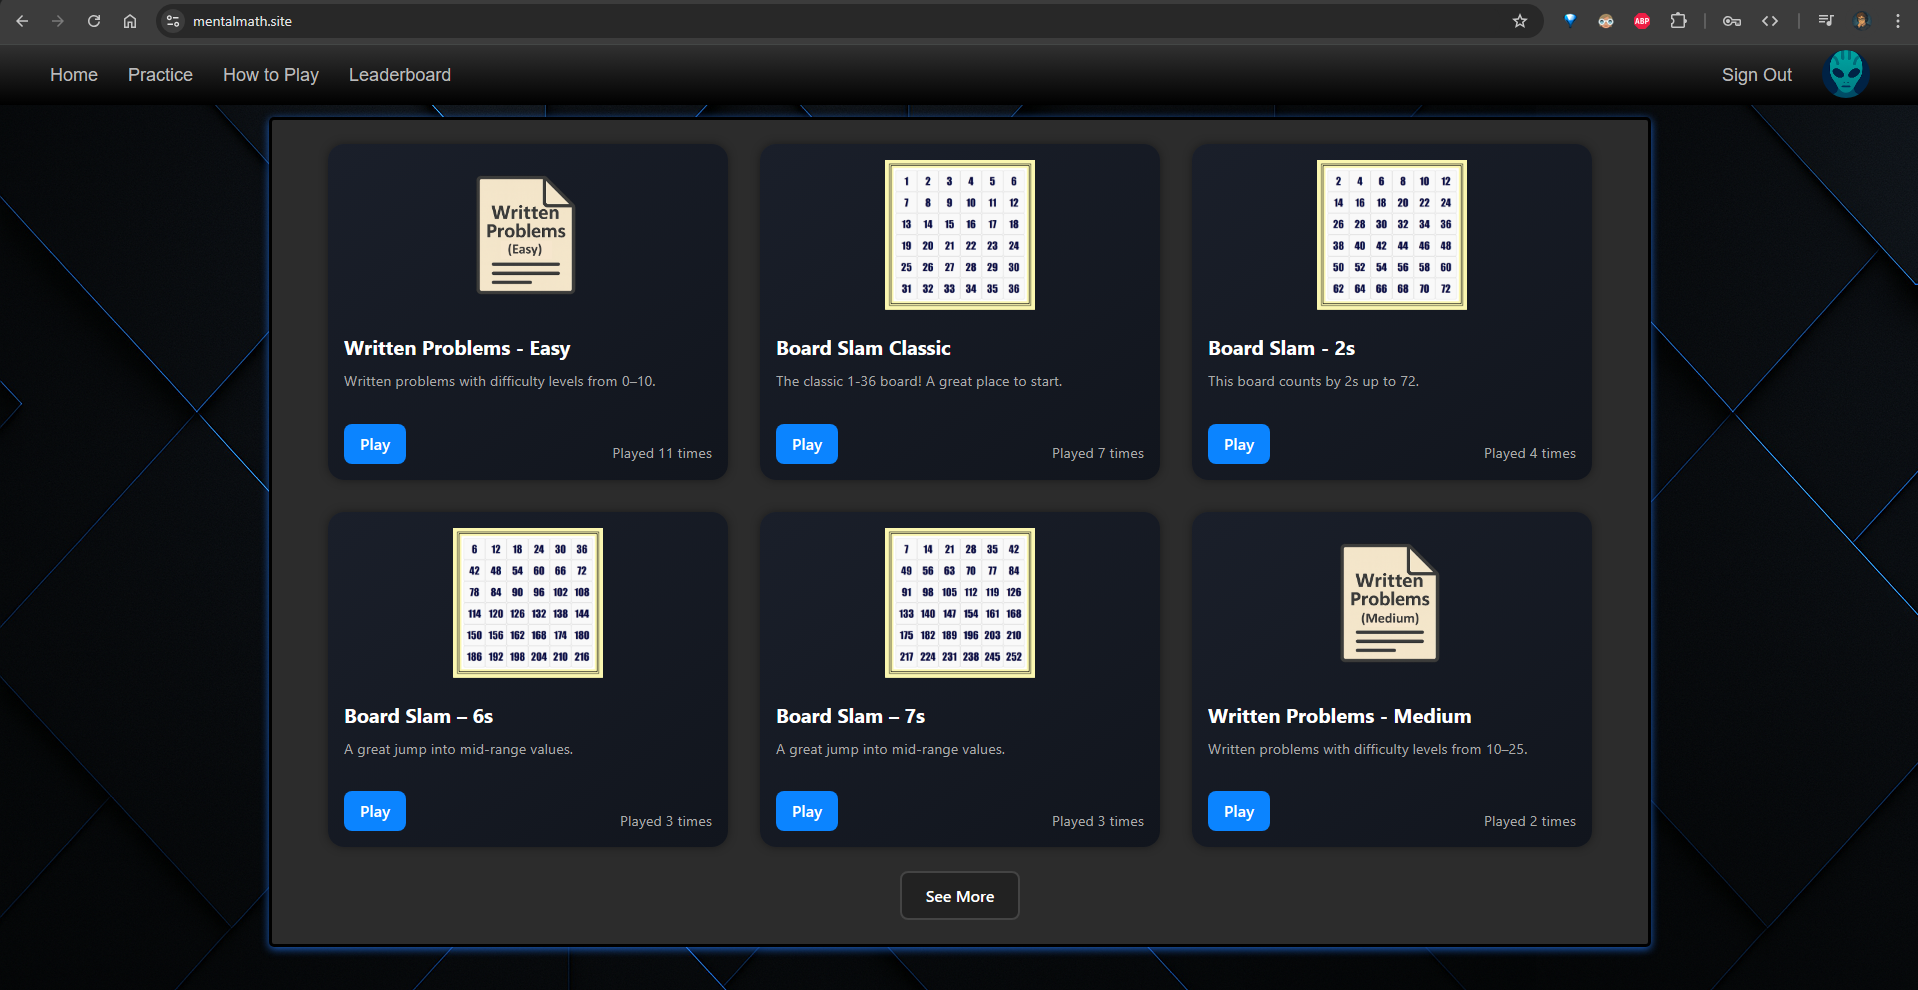 mentalmath.site
ABP
Home Practice How to Play Leaderboard Sign Out
Written
Problems
(Easy)
Written Problems - Easy
Written problems with difficulty levels from 0–10.
Play
Played 11 times
1 2 3 4 5 6
7 8 9 10 11 12
13 14 15 16 17 18
19 20 21 22 23 24
25 26 27 28 29 30
31 32 33 34 35 36
Board Slam Classic
The classic 1-36 board! A great place to start.
Play
Played 7 times
2 4 6 8 10 12
14 16 18 20 22 24
26 28 30 32 34 36
38 40 42 44 46 48
50 52 54 56 58 60
62 64 66 68 70 72
Board Slam - 2s
This board counts by 2s up to 72.
Play
Played 4 times
6 12 18 24 30 36
42 48 54 60 66 72
78 84 90 96 102 108
114 120 126 132 138 144
150 156 162 168 174 180
186 192 198 204 210 216
Board Slam – 6s
A great jump into mid-range values.
Play
Played 3 times
7 14 21 28 35 42
49 56 63 70 77 84
91 98 105 112 119 126
133 140 147 154 161 168
175 182 189 196 203 210
217 224 231 238 245 252
Board Slam – 7s
A great jump into mid-range values.
Play
Played 3 times
Written
Problems
(Medium)
Written Problems - Medium
Written problems with difficulty levels from 10–25.
Play
Played 2 times
See More